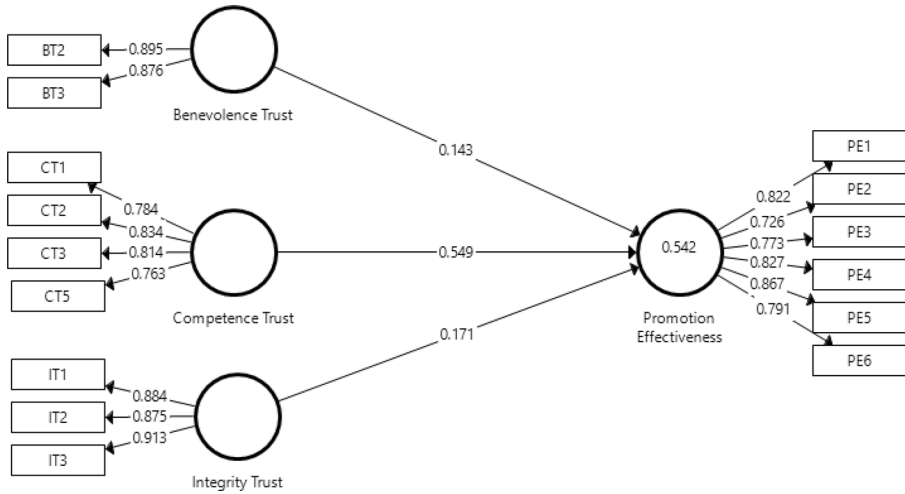 BT2
0.895
BT3
0.876
Benevolence Trust
0.143
CT1
0.784
CT2
0.834
CT3
0.814
CT5
0.763
Competence Trust
0.549
IT1
0.884
IT2
0.875
IT3
0.913
Integrity Trust
0.171
0.542
Promotion
Effectiveness
PE1
0.822
PE2
0.726
PE3
0.773
PE4
0.827
PE5
0.867
PE6
0.791